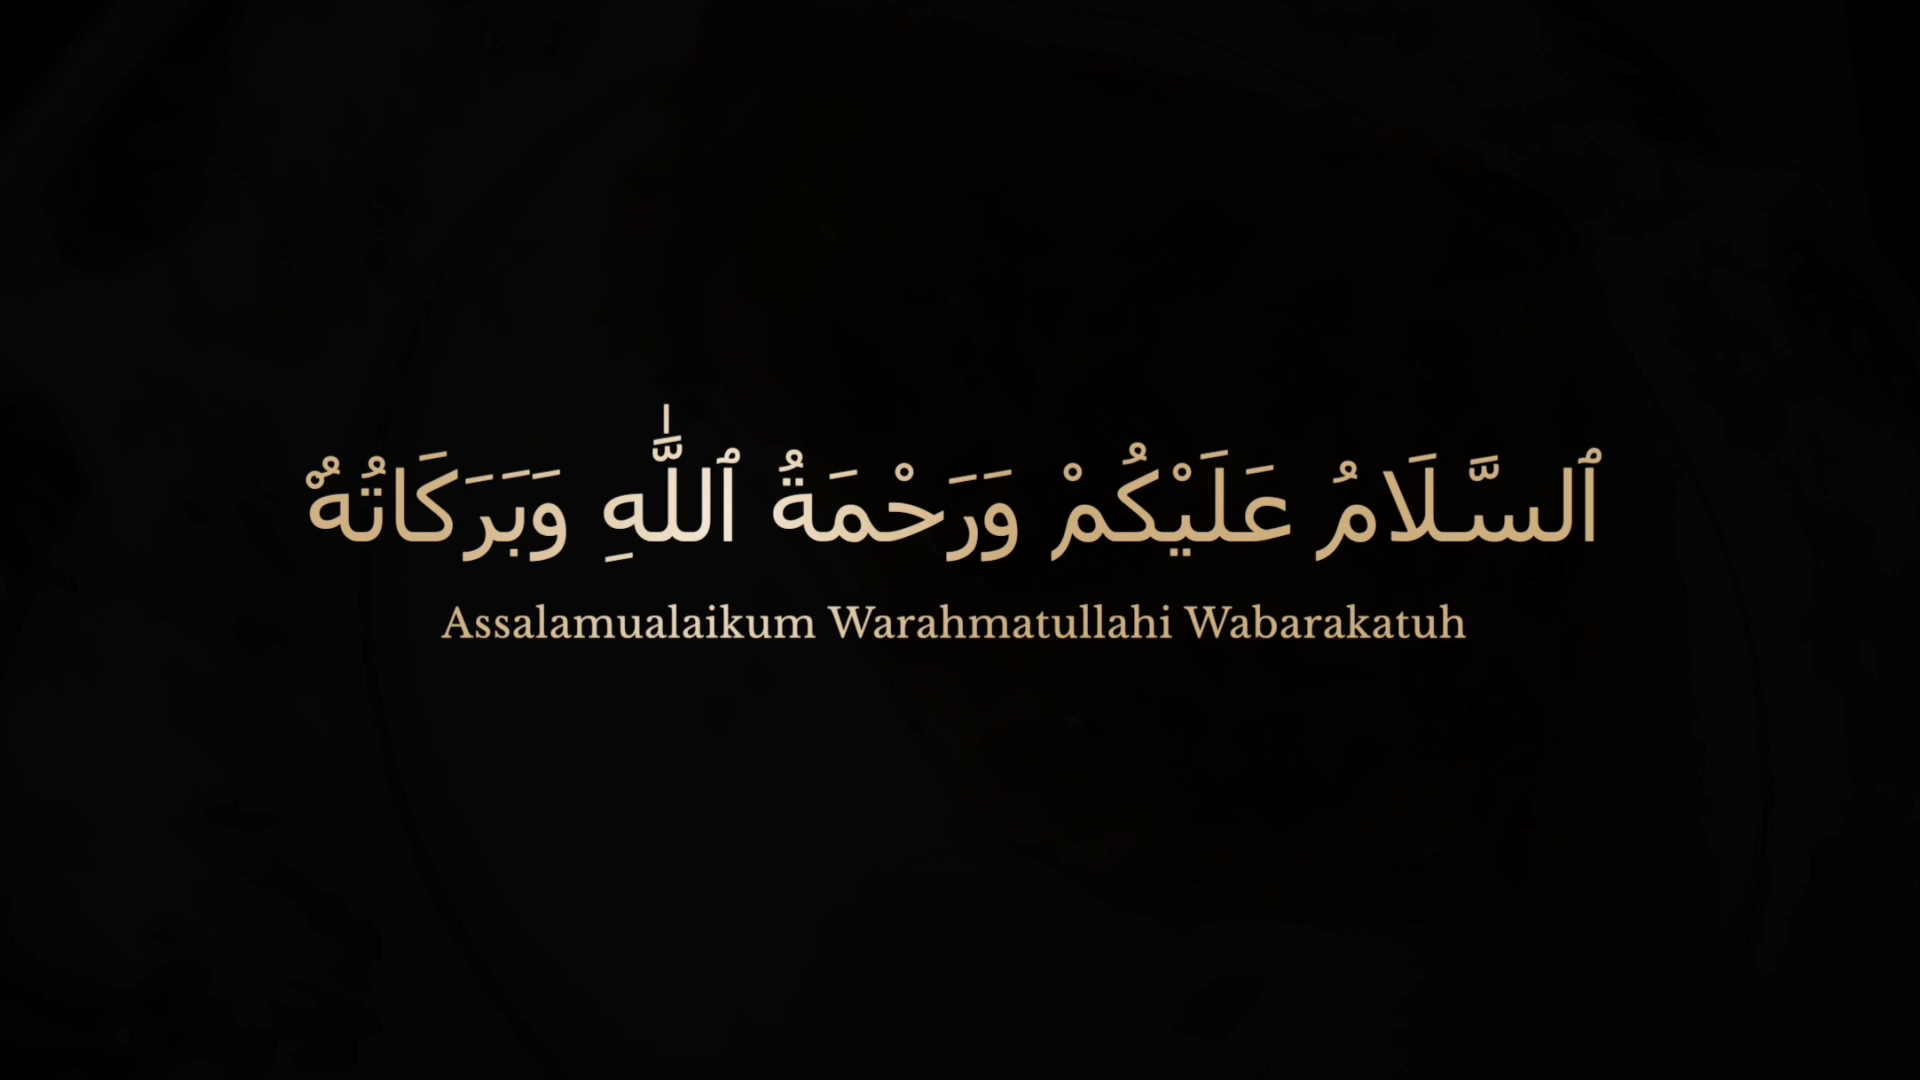 ٱلسَّلَامُ عَلَيْكُمْ وَرَحْمَةُ ٱللَّٰهِ وَبَرَكَاتُهٌ
Assalamualaikum Warahmatullahi Wabarakatuh